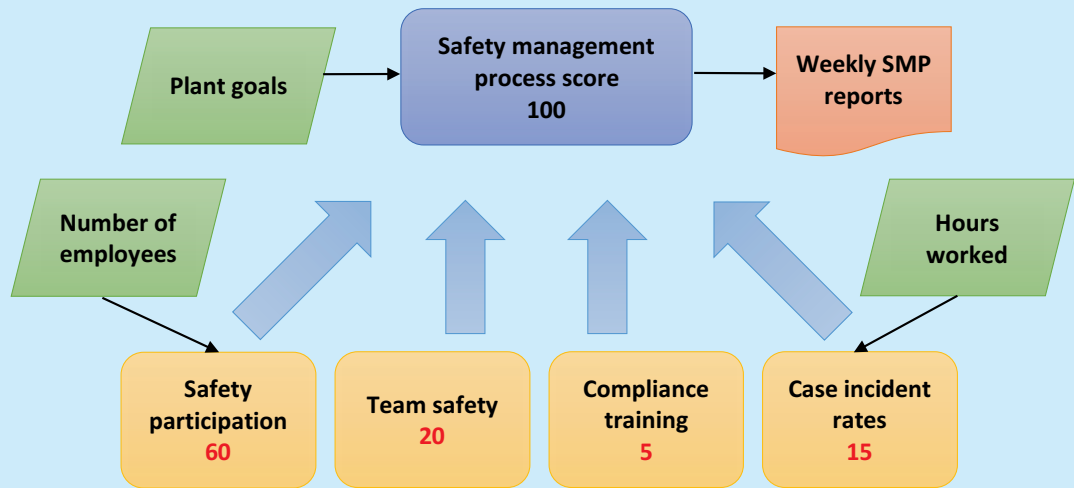 Plant goals
Safety management
process score
100
Weekly SMP
reports
Number of
employees
Hours
worked
Safety
participation
60
Team safety
20
Compliance
training
5
Case incident
rates
15